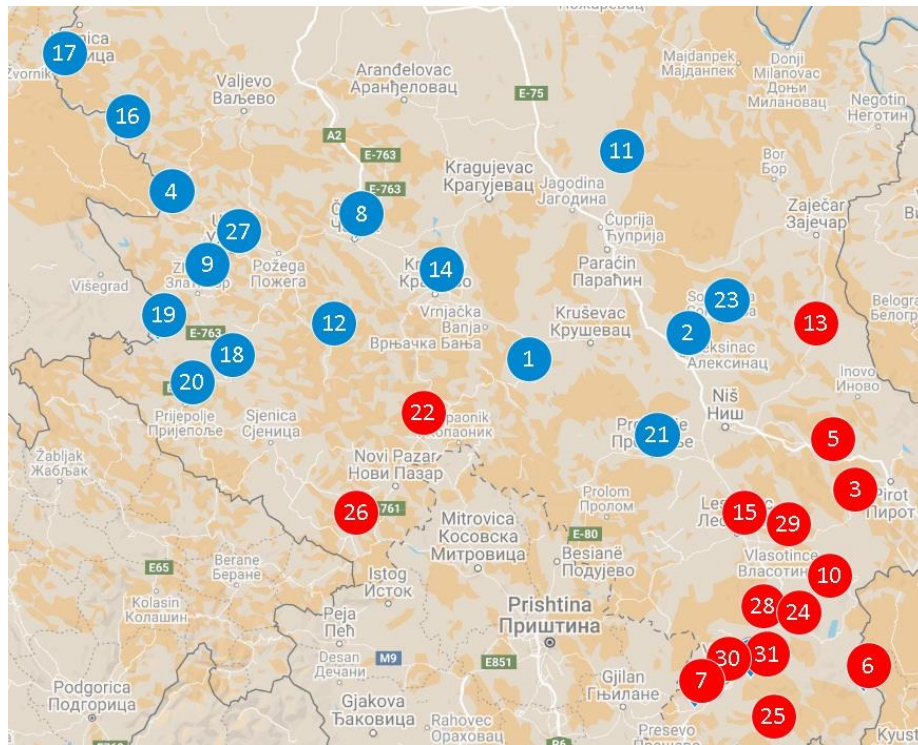 17
Zvornik
Valjevo
Ваљево
Aranđelovac
Аранђеловац
Majdanpek
Мајданпек
Donji
Milanovac
Доњи
Милановац
Negotin
Неготин
E-75
16
A2
E-763
11
Bor
Бор
Kragujevac
Крагујевац
Jagodina
Јагодина
4
E-763
8
Zaječar
Зајечар
Ćuprija
Ћуприја
27
9
Požega
Пожега
14
Paraćin
Параћин
Višegrad
19
E-763
12
Vrnjačka
Banja
Врњачка Бања
Kruševac
Крушевац
23
2
Алексинац
13
18
1
20
Prijepolje
Пријепоље
Sjenica
Сјеница
22
Inovo
Иново
Niš
Ниш
21
5
Žabljak
Жабљак
Novi Pazar
Нови Пазар
3
Pirot
Пирот
26
Prolom
Пролом
15
29
Mitrovica
Косовска
Митровица
E-80
Besianë
Подујево
Vlasotince
E65
Berane
Беране
Istog
Исток
10
Kolasin
Колашин
Prishtina
Приштина
28
24
Peja
Пећ
Desan
Дечани
M9
E851
Gjilan
Гњилане
30
31
7
6
Podgorica
Подгорица
Gjakova
Ђаковица
Rahovec
Ораховац
Presevo
25